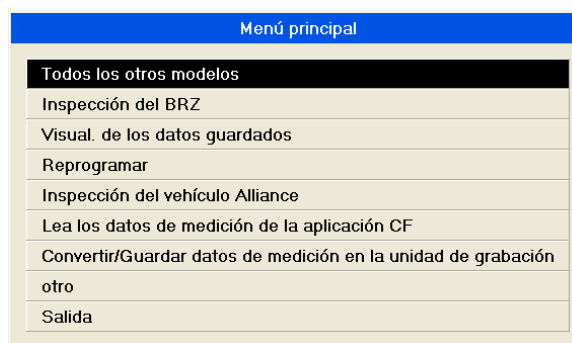 Menú principal
Todos los otros modelos
Inspección del BRZ
Visual. de los datos guardados
Reprogramar
Inspección del vehículo Alliance
Lea los datos de medición de la aplicación CF
Convertir/Guardar datos de medición en la unidad de grabación
otro
Salida